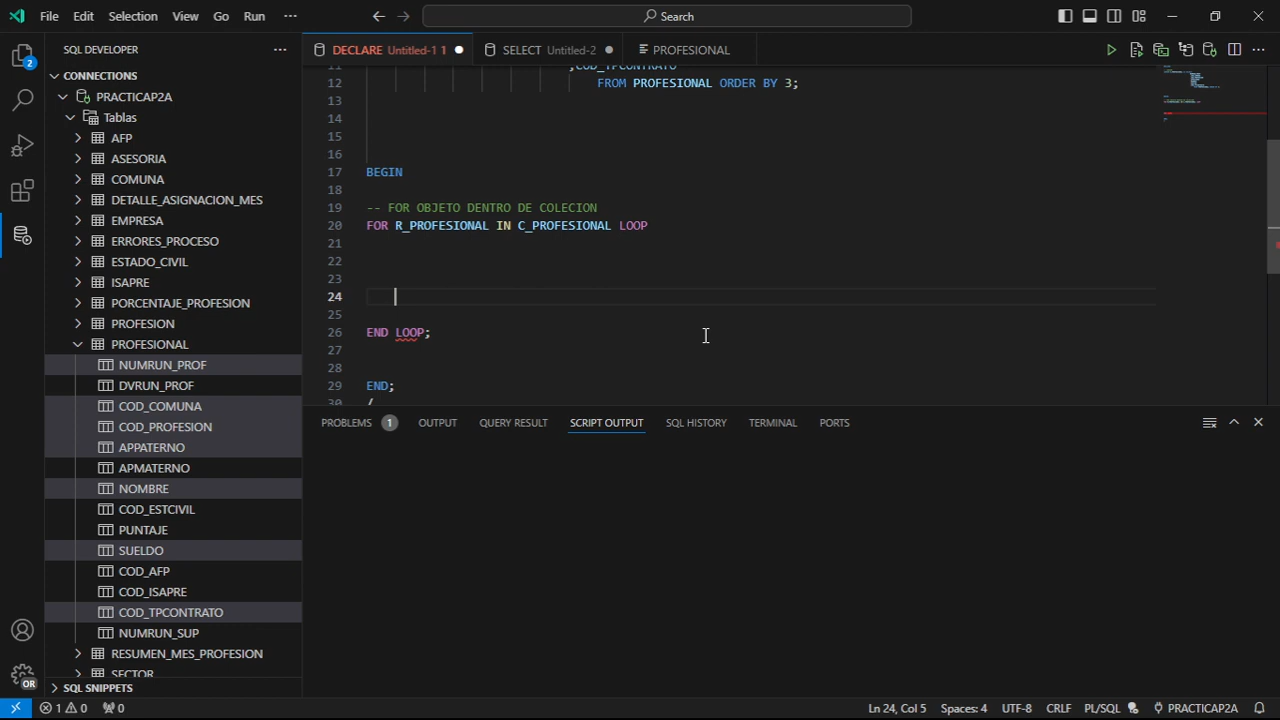 File Edit Selection View Go Run ··· Search
SQL DEVELOPER ···
CONNECTIONS
PRACTICAP2A
Tablas
AFP
ASESORIA
COMUNA
DETALLE_ASIGNACION_MES
EMPRESA
ERRORES_PROCESO
ESTADO_CIVIL
ISAPRE
PORCENTAJE_PROFESION
PROFESION
PROFESIONAL
NUMRUN_PROF
DVRUN_PROF
COD_COMUNA
COD_PROFESION
APPATERNO
APMATERNO
NOMBRE
COD_ESTCIVIL
PUNTAJE
SUELDO
COD_AFP
COD_ISAPRE
COD_TPCONTRATO
NUMRUN_SUP
RESUMEN_MES_PROFESION
SECTOR
SQL SNIPPETS
2
OR
DECLARE Untitled-1 1 SELECT Untitled-2 PROFESIONAL
11 ,COD_TPCONTRATO
12 FROM PROFESIONAL ORDER BY 3;
13
14
15
16
17 BEGIN
18
19 -- FOR OBJETO DENTRO DE COLECION
20 FOR R_PROFESIONAL IN C_PROFESIONAL LOOP
21
22
23
24
25
26 END LOOP;
27
28
29 END;
30 /
PROBLEMS 1 OUTPUT QUERY RESULT SCRIPT OUTPUT SQL HISTORY TERMINAL PORTS
1 0 0 Ln 24, Col 5 Spaces: 4 UTF-8 CRLF PL/SQL PRACTICAP2A